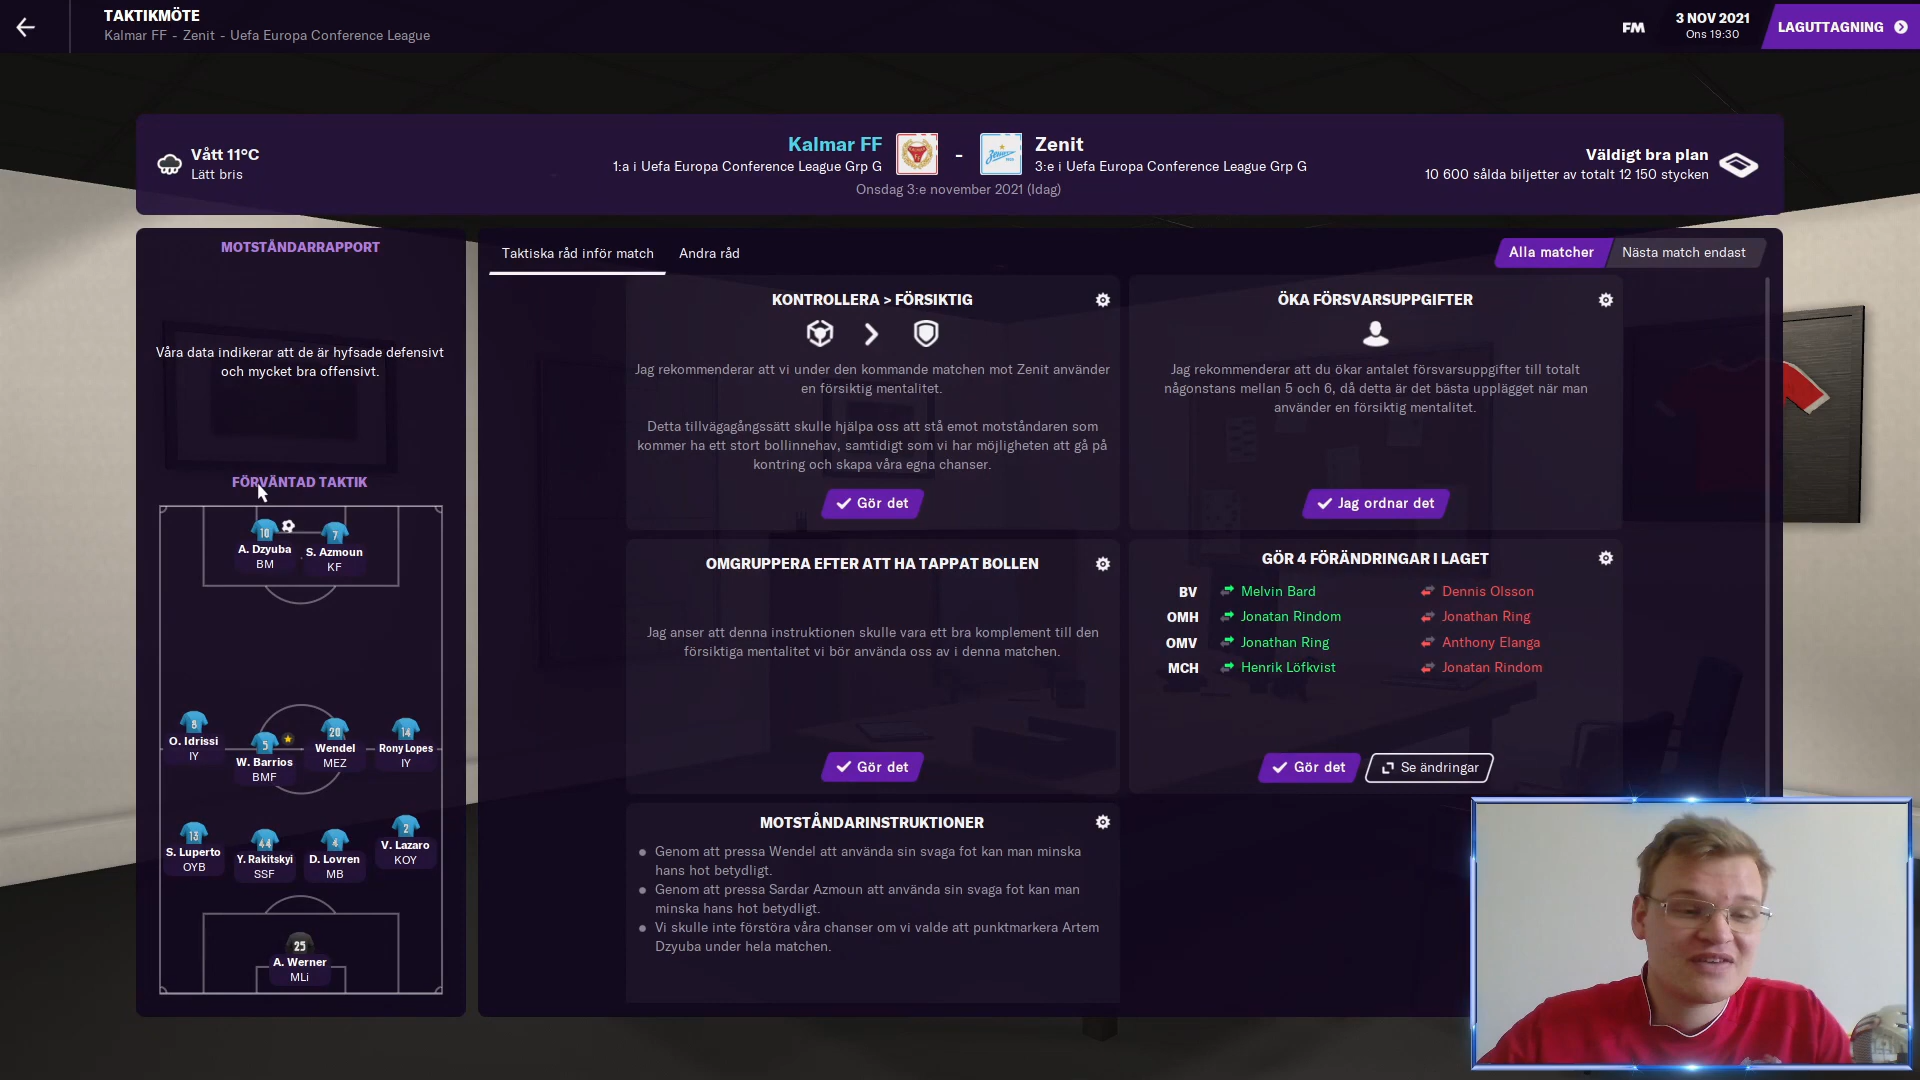 TAKTIKMÖTE
Kalmar FF - Zenit - Uefa Europa Conference League
FM
3 NOV 2021
Ons 19:30
LAGUTTAGNING
Vått 11°C
Lätt bris
Kalmar FF
1:a i Uefa Europa Conference League Grp G
-
Zenit
3:e i Uefa Europa Conference League Grp G
Onsdag 3:e november 2021 (Idag)
Väldigt bra plan
10 600 sålda biljetter av totalt 12 150 stycken
MOTSTÅNDARRAPPORT
Våra data indikerar att de är hyfsade defensivt
och mycket bra offensivt.
FÖRVÄNTAD TAKTIK
10
A. Dzyuba
BM
7
S. Azmoun
KF
8
O. Idrissi
IY
5
W. Barrios
BMF
20
Wendel
MEZ
14
Rony Lopes
IY
13
S. Luperto
OYB
44
Y. Rakitskyi
SSF
4
D. Lovren
MB
2
V. Lazaro
KOY
25
A. Werner
MLi
Taktiska råd inför match
Andra råd
Alla matcher
Nästa match endast
KONTROLLERA > FÖRSIKTIG
Jag rekommenderar att vi under den kommande matchen mot Zenit använder
en försiktig mentalitet.
Detta tillvägagångssätt skulle hjälpa oss att stå emot motståndaren som
kommer ha ett stort bollinnehav, samtidigt som vi har möjligheten att gå på
kontring och skapa våra egna chanser.
Gör det
ÖKA FÖRSVARSUPPGIFTER
Jag rekommenderar att du ökar antalet försvarsuppgifter till totalt
någonstans mellan 5 och 6, då detta är det bästa upplägget när man
använder en försiktig mentalitet.
Jag ordnar det
OMGRUPPERA EFTER ATT HA TAPPAT BOLLEN
Jag anser att denna instruktionen skulle vara ett bra komplement till den
försiktiga mentalitet vi bör använda oss av i denna matchen.
Gör det
GÖR 4 FÖRÄNDRINGAR I LAGET
BV Melvin Bard Dennis Olsson
OMH Jonatan Rindom Jonathan Ring
OMV Jonathan Ring Anthony Elanga
MCH Henrik Löfkvist Jonatan Rindom
Gör det
Se ändringar
MOTSTÅNDARINSTRUKTIONER
Genom att pressa Wendel att använda sin svaga fot kan man minska
hans hot betydligt.
Genom att pressa Sardar Azmoun att använda sin svaga fot kan man
minska hans hot betydligt.
Vi skulle inte förstöra våra chanser om vi valde att punktmarkera Artem
Dzyuba under hela matchen.